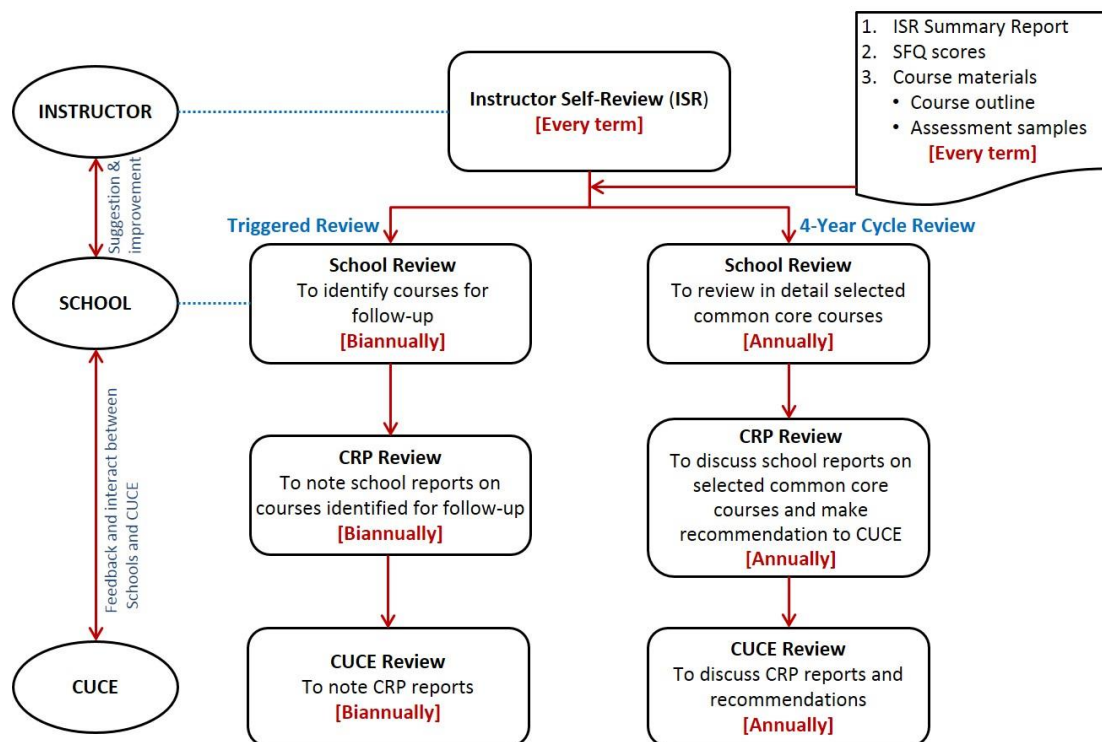 1. ISR Summary Report
2. SFQ scores
3. Course materials
• Course outline
• Assessment samples
[Every term]
INSTRUCTOR
Instructor Self-Review (ISR)
[Every term]
Suggestion &
improvement
Triggered Review
4-Year Cycle Review
SCHOOL
School Review
To identify courses for
follow-up
[Biannually]
School Review
To review in detail selected
common core courses
[Annually]
Feedback and interact between
Schools and CUCE
CRP Review
To note school reports on
courses identified for follow-up
[Biannually]
CRP Review
To discuss school reports on
selected common core
courses and make
recommendation to CUCE
[Annually]
CUCE
CUCE Review
To note CRP reports
[Biannually]
CUCE Review
To discuss CRP reports and
recommendations
[Annually]